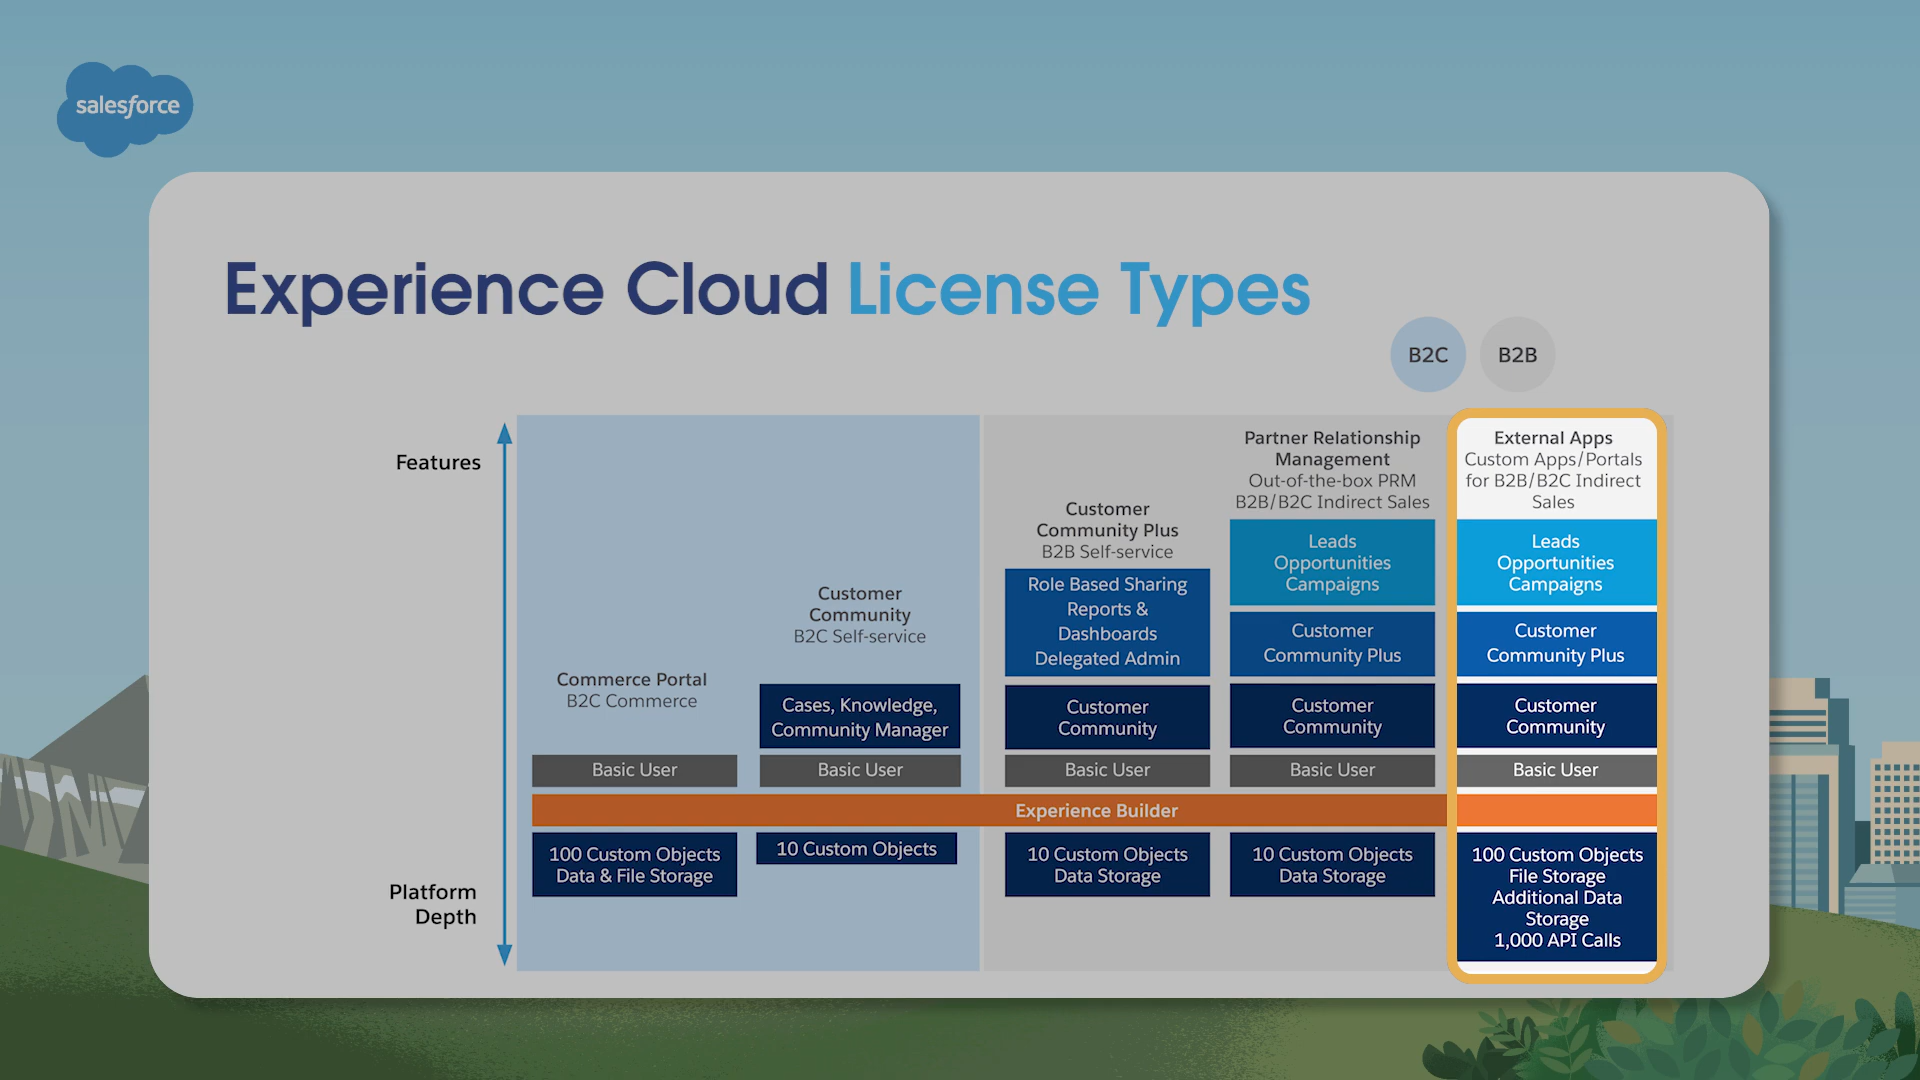 salesforce
Experience Cloud License Types
B2C
B2B
Features
Platform
Depth
Commerce Portal
B2C Commerce
Basic User
100 Custom Objects
Data & File Storage
Customer
Community
B2C Self-service
Cases, Knowledge,
Community Manager
Basic User
10 Custom Objects
Customer
Community Plus
B2B Self-service
Role Based Sharing
Reports &
Dashboards
Delegated Admin
Customer
Community
Basic User
Experience Builder
10 Custom Objects
Data Storage
Partner Relationship
Management
Out-of-the-box PRM
B2B/B2C Indirect Sales
Leads
Opportunities
Campaigns
Customer
Community Plus
Customer
Community
Basic User
10 Custom Objects
Data Storage
External Apps
Custom Apps/Portals
for B2B/B2C Indirect
Sales
Leads
Opportunities
Campaigns
Customer
Community Plus
Customer
Community
Basic User
100 Custom Objects
File Storage
Additional Data
Storage
1,000 API Calls